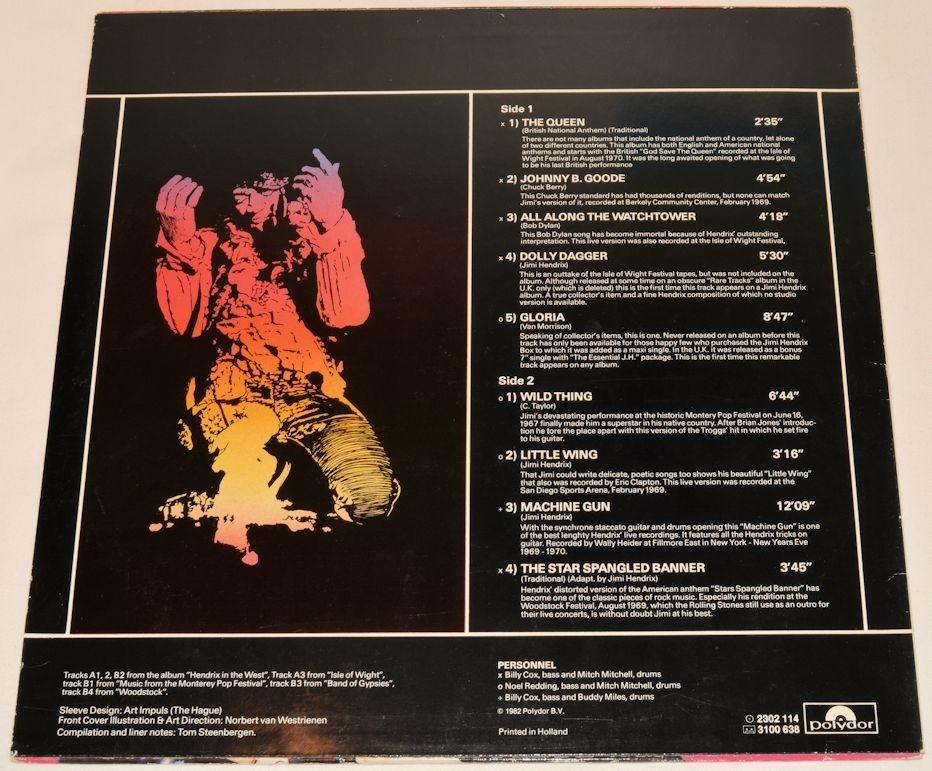 Side 1
x 1) THE QUEEN 2'35"
(British National Anthem) (Traditional)
There are not many albums that include the national anthem of a country, let alone
of two different countries. This album has both English and American national
anthems and starts with the British "God Save The Queen" recorded at the Isle of
Wight Festival in August 1970. It was the long awaited opening of what was going
to be his last British performance
x 2) JOHNNY B. GOODE 4'54"
(Chuck Berry)
This Chuck Berry standard has had thousands of renditions, but none can match
Jimi's version of it, recorded at Berkely Community Center, February 1969.
x 3) ALL ALONG THE WATCHTOWER 4'18"
(Bob Dylan)
This Bob Dylan song has become immortal because of Hendrix' outstanding
interpretation. This live version was also recorded at the Isle of Wight Festival,
x 4) DOLLY DAGGER 5'30"
(Jimi Hendrix)
This is an outtake of the Isle of Wight Festival tapes, but was not included on the
album. Although released at some time on an obscure "Rare Tracks" album in the
U.K. only (which is deleted) this is the first time this track appears on a Jimi Hendrix
album. A true collector's item and a fine Hendrix composition of which no studio
version is available.
o 5) GLORIA 8'47"
(Van Morrison)
Speaking of collector's items, this is one. Never released on an album before this
track has only been available for those happy few who purchased the Jimi Hendrix
Box to which it was added as a maxi single. In the U.K. it was released as a bonus
7" single with "The Essential J.H." package. This is the first time this remarkable
track appears on any album.
Side 2
o 1) WILD THING 6'44"
(C. Taylor)
Jimi's devastating performance at the historic Montery Pop Festival on June 16,
1967 finally made him a superstar in his native country. After Brian Jones' introduc-
tion he tore the place apart with this version of the Troggs' hit in which he set fire
to his guitar.
o 2) LITTLE WING 3'16"
(Jimi Hendrix)
That Jimi could write delicate, poetic songs too shows his beautiful "Little Wing"
that also was recorded by Eric Clapton. This live version was recorded at the
San Diego Sports Arena, February 1969.
+ 3) MACHINE GUN 12'09"
(Jimi Hendrix)
With the synchrone staccato guitar and drums opening this "Machine Gun" is one
of the best lenghty Hendrix' live recordings. It features all the Hendrix tricks on
guitar. Recorded by Wally Heider at Fillmore East in New York - New Years Eve
1969 - 1970.
x 4) THE STAR SPANGLED BANNER 3'45"
(Traditional) (Adapt. by Jimi Hendrix)
Hendrix' distorted version of the American anthem "Stars Spangled Banner" has
become one of the classic pieces of rock music. Especially his rendition at the
Woodstock Festival, August 1969, which the Rolling Stones still use as an outro for
their live concerts, is without doubt Jimi at his best.
Tracks A1, 2, B2 from the album "Hendrix in the West", Track A3 from "Isle of Wight",
track B1 from "Music from the Monterey Pop Festival", track B3 from "Band of Gypsies",
track B4 from "Woodstock".
Sleeve Design: Art Impuls (The Hague)
Front Cover Illustration & Art Direction: Norbert van Westrienen
Compilation and liner notes: Tom Steenbergen.
PERSONNEL
x Billy Cox, bass and Mitch Mitchell, drums
o Noel Redding, bass and Mitch Mitchell, drums
+ Billy Cox, bass and Buddy Miles, drums
© 1982 Polydor B.V.
Printed in Holland
2302 114
3100 638
polydor